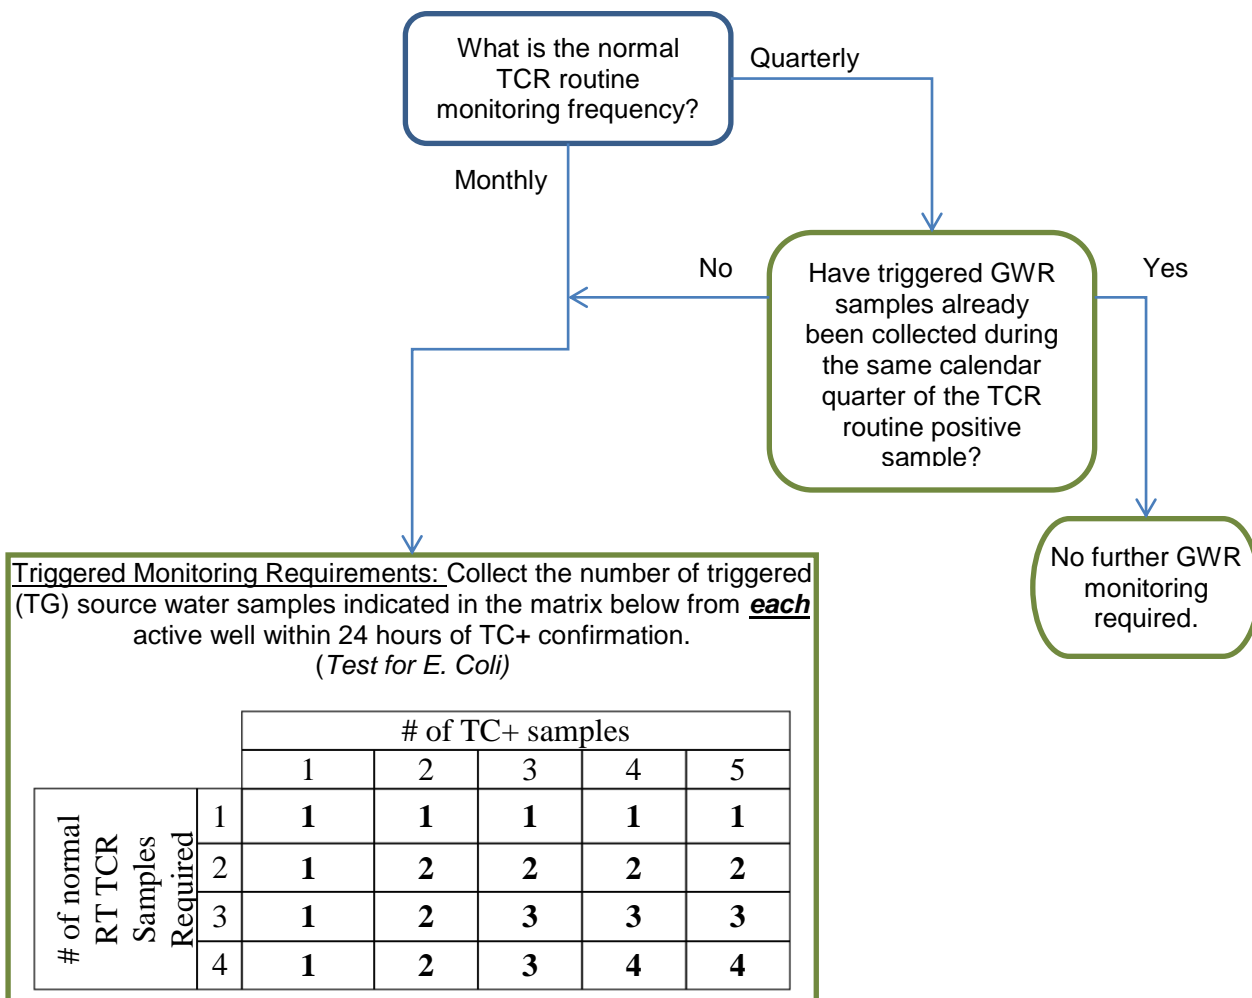 What is the normal
TCR routine
monitoring frequency?
Quarterly
Monthly
No
Have triggered GWR
samples already
been collected during
the same calendar
quarter of the TCR
routine positive
sample?
Yes
No further GWR
monitoring
required.
Triggered Monitoring Requirements: Collect the number of triggered
(TG) source water samples indicated in the matrix below from each
active well within 24 hours of TC+ confirmation.
(Test for E. Coli)
# of TC+ samples
1 2 3 4 5
# of normal
RT TCR
Samples
Required
1 1 1 1 1 1
2 1 2 2 2 2
3 1 2 3 3 3
4 1 2 3 4 4